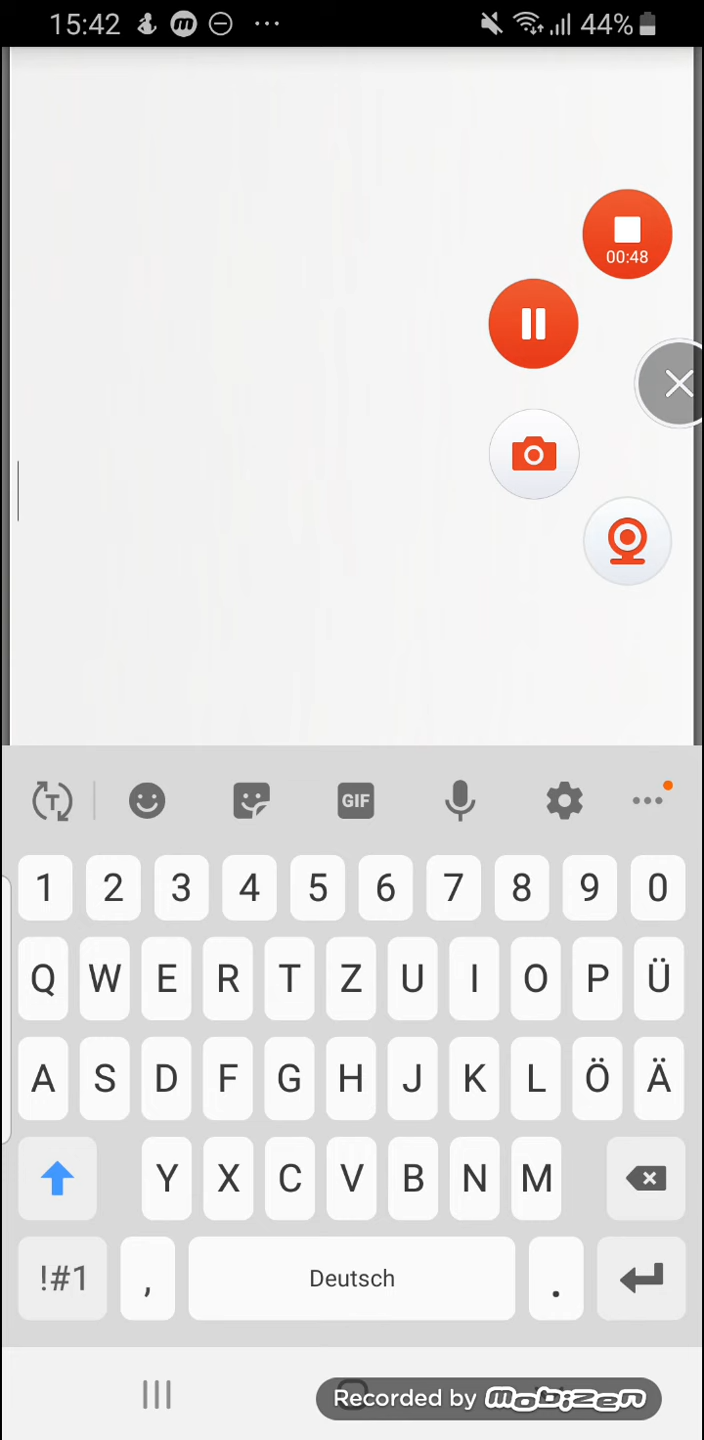 15:42 m ... 44%
00:48
T GIF ...
1 2 3 4 5 6 7 8 9 0
Q W E R T Z U I O P Ü
A S D F G H J K L Ö Ä
Y X C V B N M
!#1 , Deutsch .
Recorded by mobizen